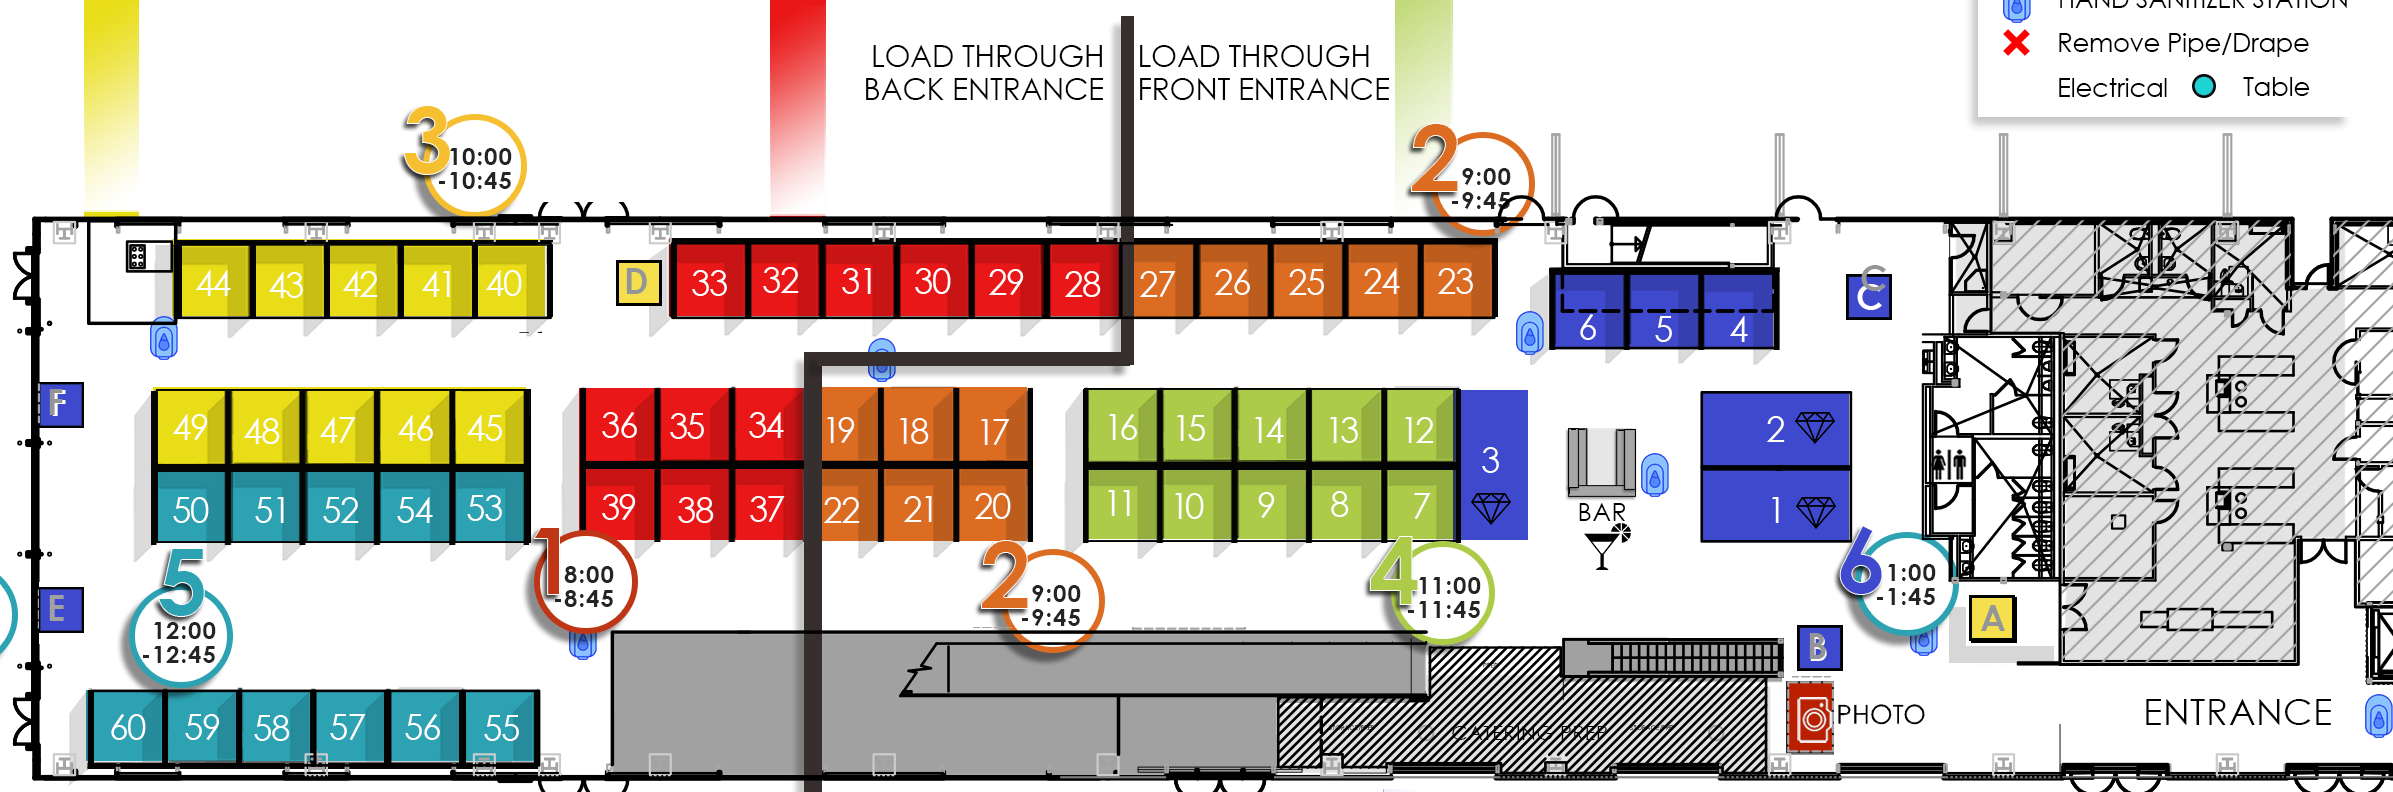 HAND SANITIZER STATION
Remove Pipe/Drape
Electrical Table
LOAD THROUGH
BACK ENTRANCE
LOAD THROUGH
FRONT ENTRANCE
3
10:00
-10:45
2
9:00
-9:45
44 43 42 41 40
D
33 32 31 30 29 28 27 26 25 24 23
6 5 4
C
C
F
49 48 47 46 45
36 35 34 19 18 17
16 15 14 13 12
3
2
50 51 52 54 53
39 38 37 22 21 20
11 10 9 8 7
1
BAR
5
12:00
-12:45
1
8:00
-8:45
2
9:00
-9:45
4
11:00
-11:45
6
1:00
-1:45
E
A
B
60 59 58 57 56 55
CATERING PREP
PHOTO
ENTRANCE